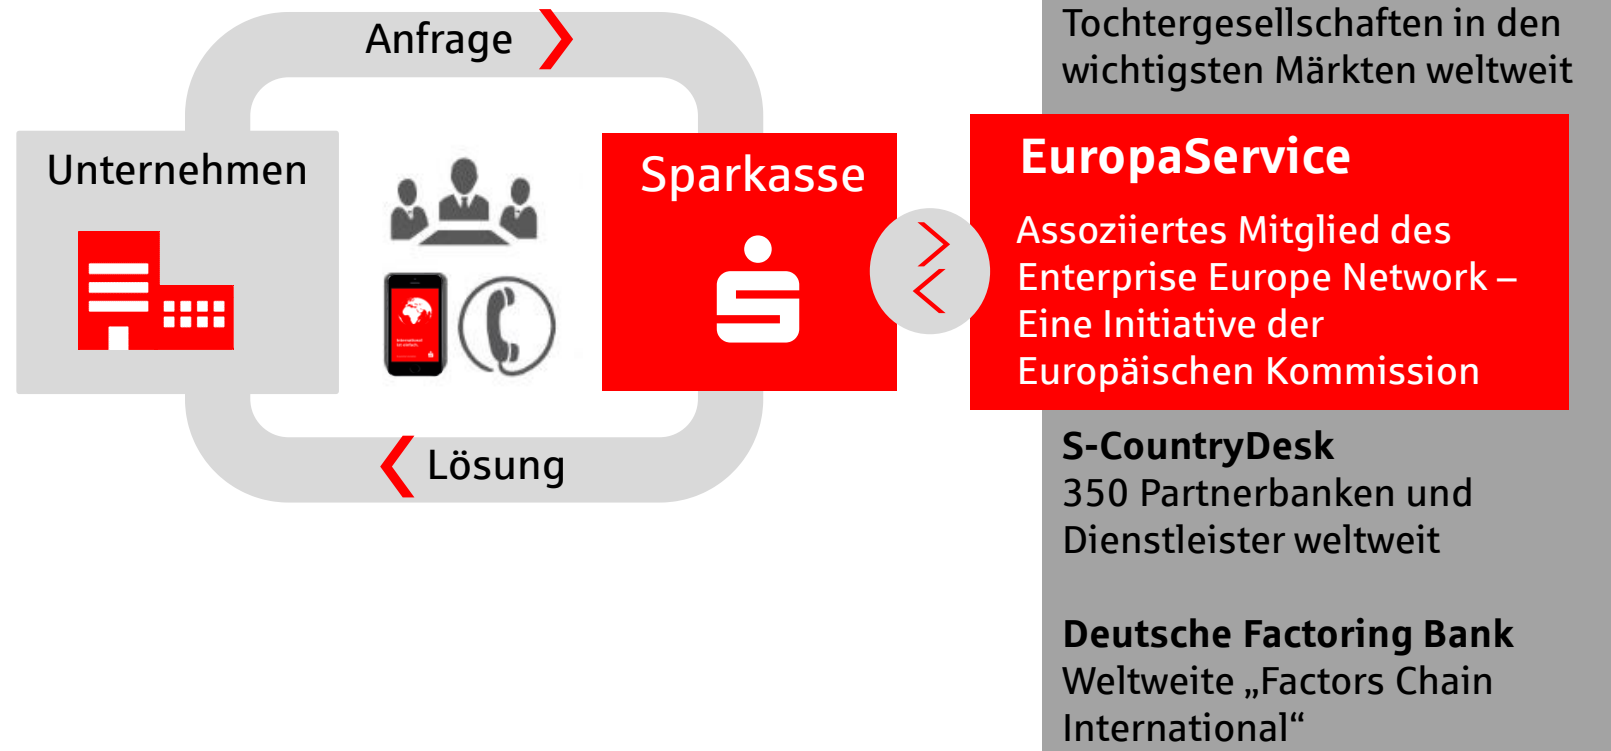 Anfrage
Unternehmen
Sparkasse
Lösung
Tochtergesellschaften in den
wichtigsten Märkten weltweit
EuropaService
Assoziiertes Mitglied des
Enterprise Europe Network –
Eine Initiative der
Europäischen Kommission
S-CountryDesk
350 Partnerbanken und
Dienstleister weltweit
Deutsche Factoring Bank
Weltweite „Factors Chain
International“